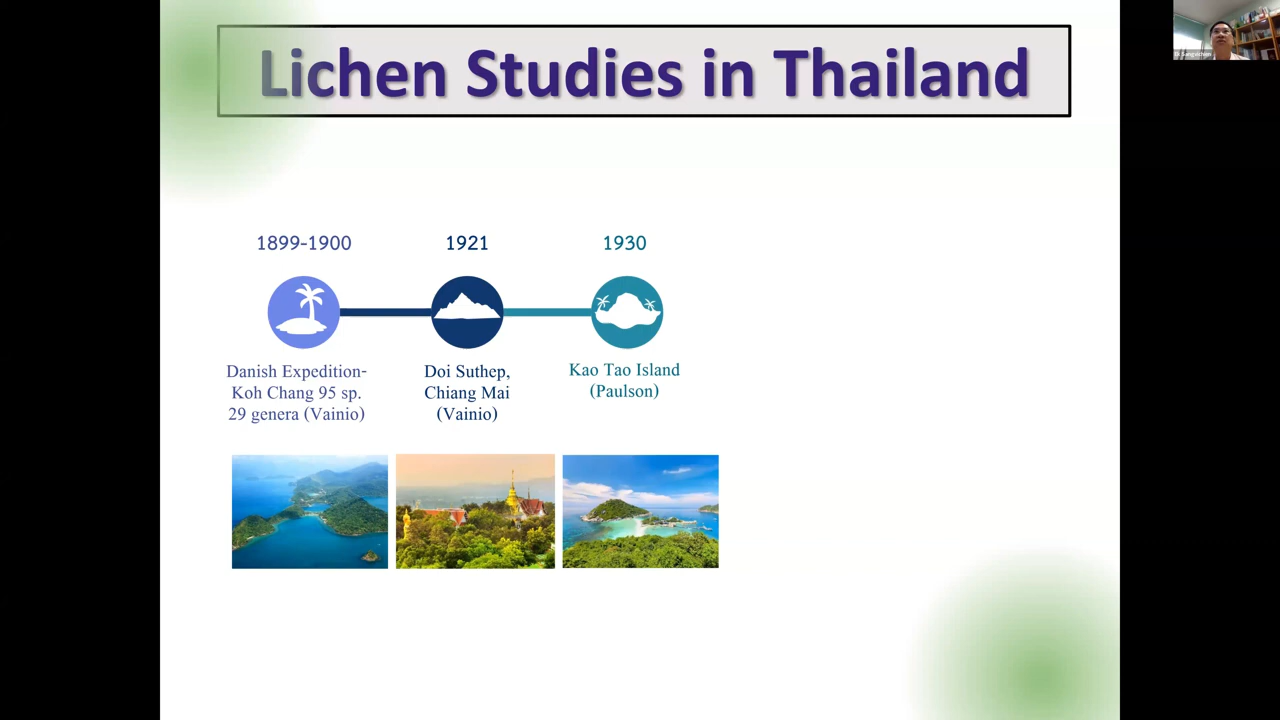 Lichen Studies in Thailand
1899-1900
1921
1930
Danish Expedition-
Koh Chang 95 sp.
29 genera (Vainio)
Doi Suthep,
Chiang Mai
(Vainio)
Kao Tao Island
(Paulson)